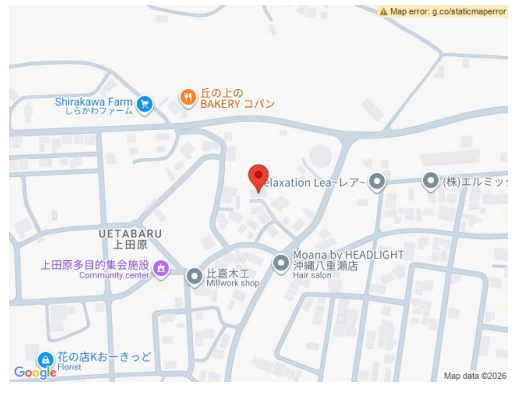 Map error: g.co/staticmaperror
丘の上の
BAKERY コパン
Shirakawa Farm
しらかわファーム
elaxation Lea~レア~
(株)エルミッ
UETABARU
上田原
Moana by HEADLIGHT
沖縄八重瀬店
Hair salon
上田原多目的集会施設
Community center
比嘉木工
Millwork shop
花の店Kおーきっど
Florist
Google
Map data ©2026